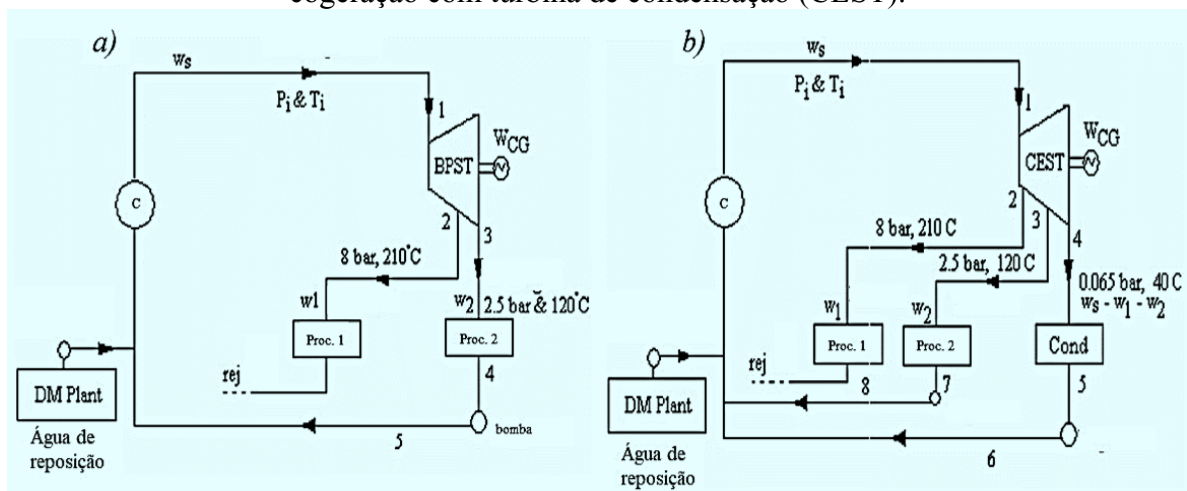 cogeração com turbina de condensação (CEST).
a)
ws
Pi & Ti
1
WCG
BPST
C
2
3
8 bar, 210°C
w1
w2
2.5 bar & 120°C
Proc. 1
Proc. 2
rej
4
DM Plant
Água de
reposição
5
bomba
b)
ws
Pi & Ti
1
WCG
CEST
C
2
3
4
8 bar, 210 C
2.5 bar, 120 C
0.065 bar, 40 C
ws - w1 - w2
w1
w2
Proc. 1
Proc. 2
Cond
rej
8
7
5
DM Plant
Água de
reposição
6